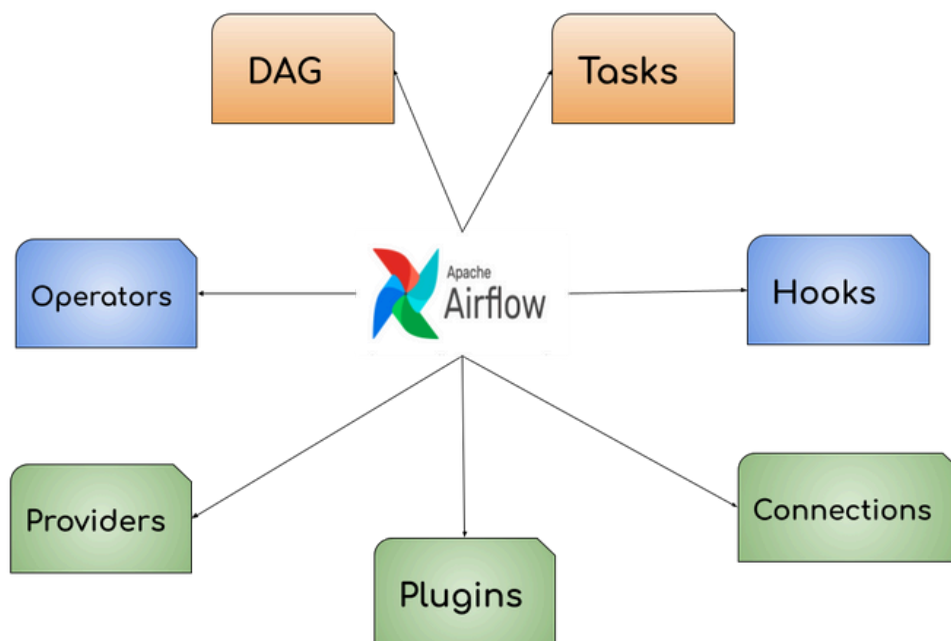 DAG
Tasks
Operators
Apache
Airflow
Hooks
Providers
Plugins
Connections